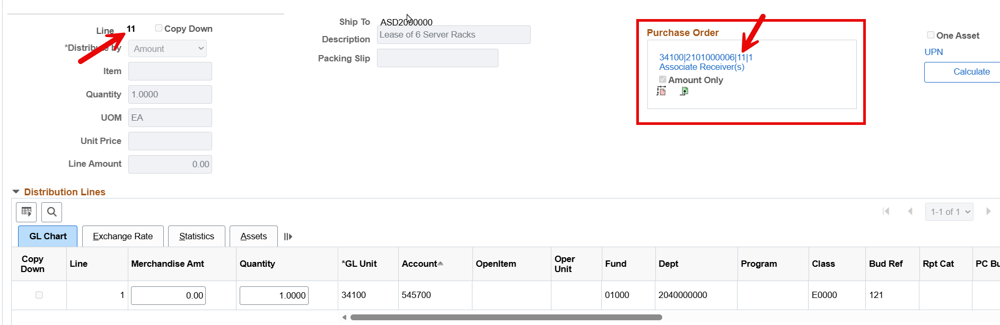 Line 11 Copy Down
*Distribute by Amount
Item
Quantity 1.0000
UOM EA
Unit Price
Line Amount 0.00
Ship To ASD2000000
Description Lease of 6 Server Racks
Packing Slip
Purchase Order
34100|2101000006|11|1
Associate Receiver(s)
Amount Only
One Asset
UPN
Calculate
Distribution Lines
1-1 of 1
GL Chart Exchange Rate Statistics Assets
Copy Down Line Merchandise Amt Quantity *GL Unit Account OpenItem Oper Unit Fund Dept Program Class Bud Ref Rpt Cat PC Bu
1 0.00 1.0000 34100 545700 01000 2040000000 E0000 121